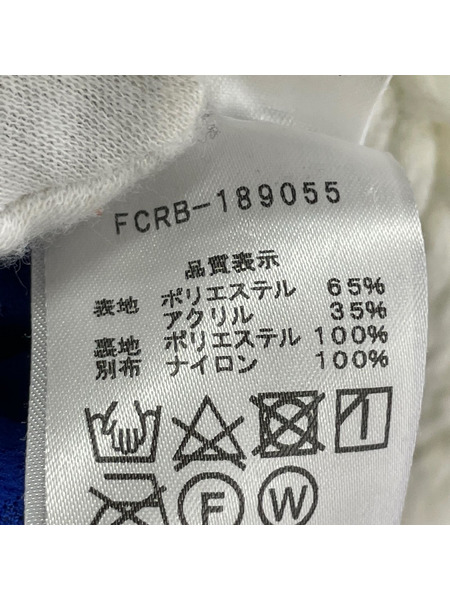 FCRB-189055
品質表示
表地 ポリエステル 65%
アクリル 35%
裏地 ポリエステル 100%
別布 ナイロン 100%
F W